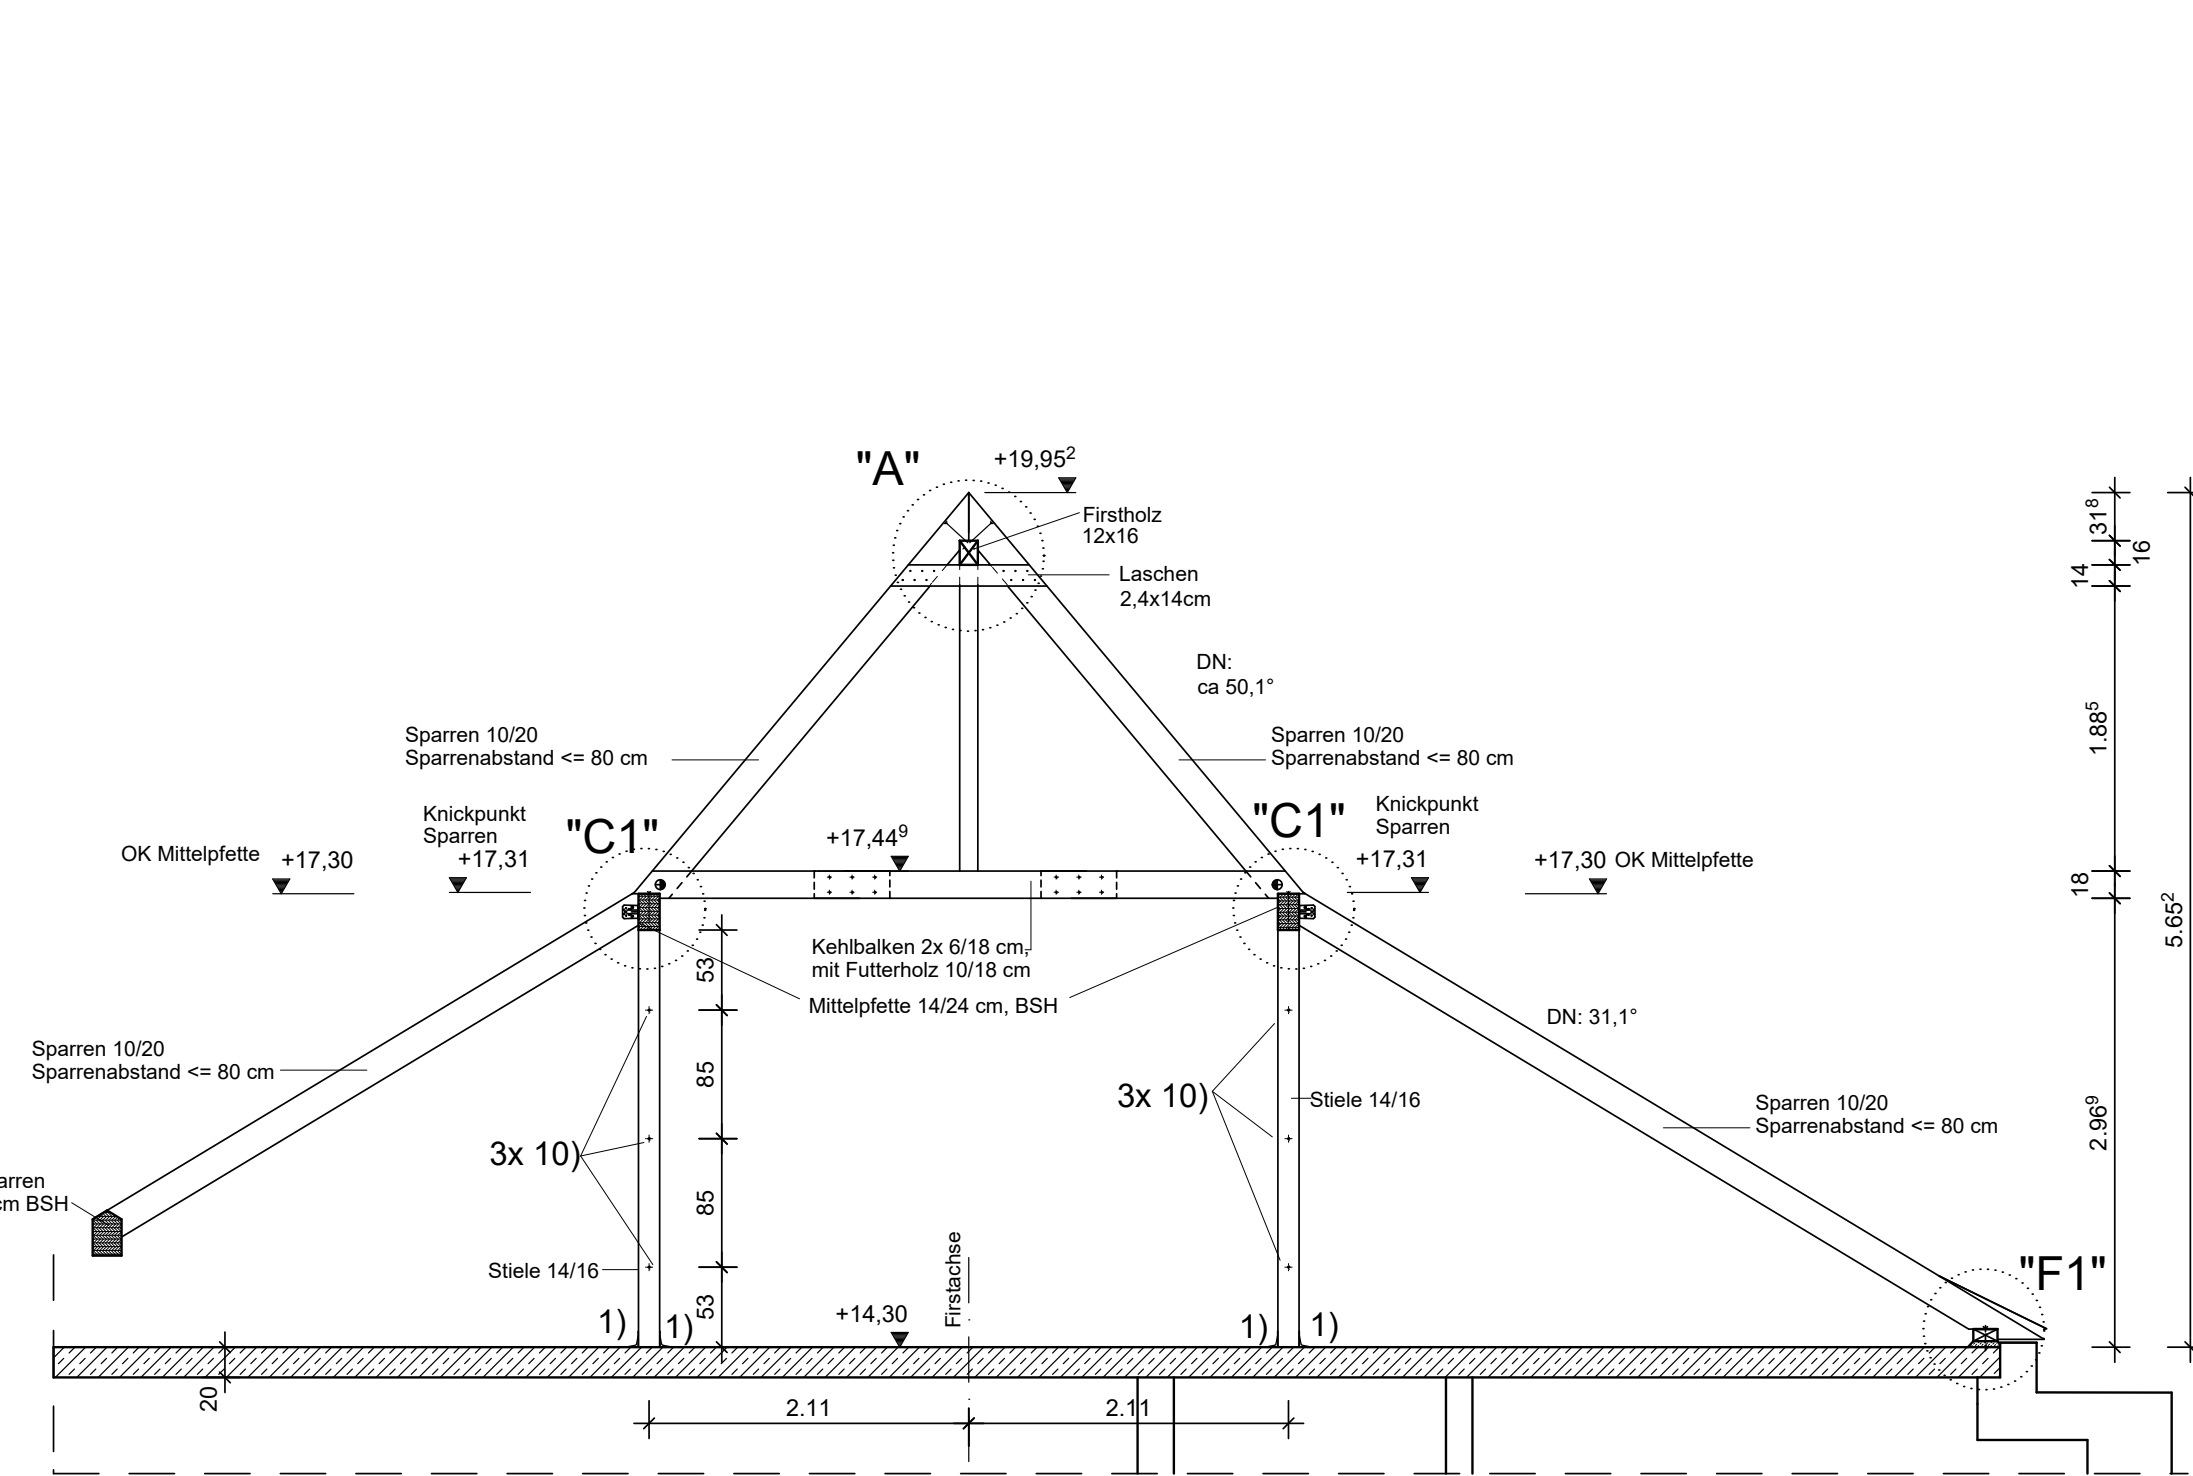 "A"
+19,95²
Firstholz
12x16
Laschen
2,4x14cm
DN:
ca 50,1°
Sparren 10/20
Sparrenabstand <= 80 cm
Sparren 10/20
Sparrenabstand <= 80 cm
Knickpunkt
Sparren
+17,31
"C1"
"C1"
Knickpunkt
Sparren
+17,31
OK Mittelpfette +17,30
+17,44⁹
+17,30 OK Mittelpfette
Kehlbalken 2x 6/18 cm,
mit Futterholz 10/18 cm
Mittelpfette 14/24 cm, BSH
DN: 31,1°
Sparren 10/20
Sparrenabstand <= 80 cm
3x 10)
Stiele 14/16
Sparren 10/20
Sparrenabstand <= 80 cm
3x 10)
arren
cm BSH
Stiele 14/16
53
85
85
53
1)
1)
+14,30
Firstachse
1)
1)
"F1"
20
2.11
2.11
31⁸
16
14
1.88⁵
18
2.96⁹
5.65²